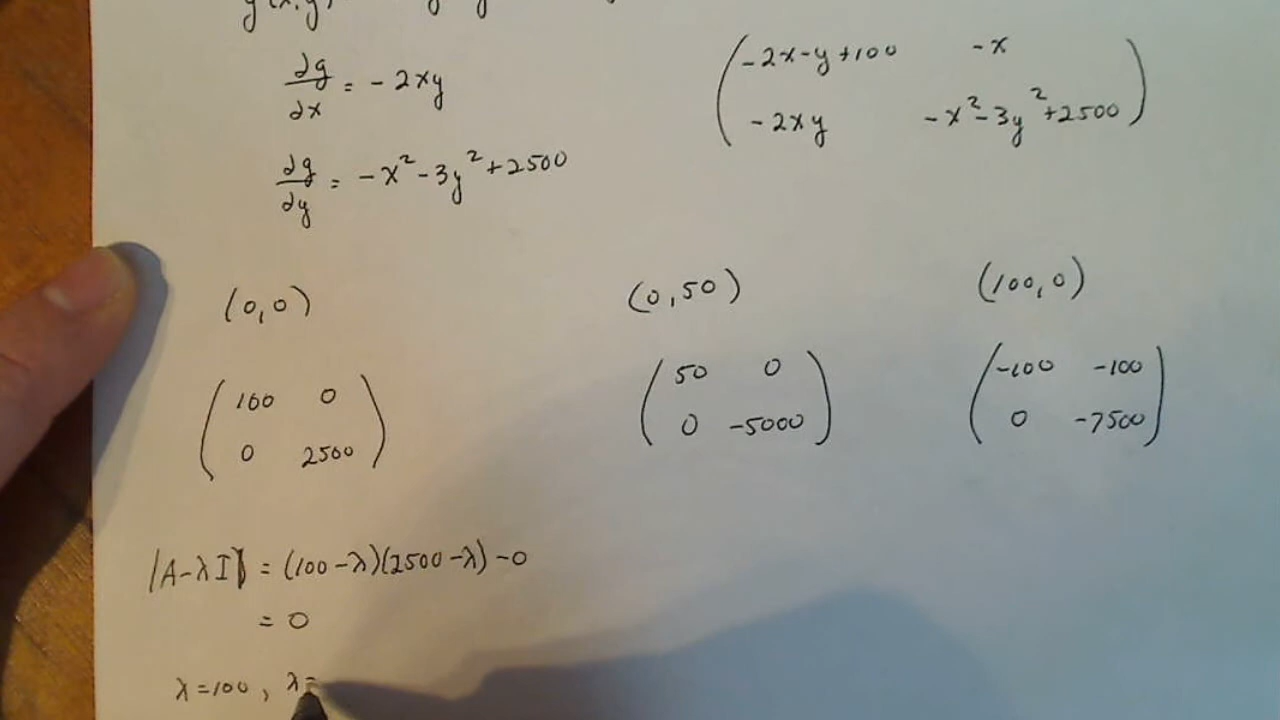 ∂g/∂x = -2xy
∂g/∂y = -x² - 3y² + 2500
( -2x-y+100   -x
-2xy   -x² - 3y² + 2500 )
(0,0)   (0,50)   (100,0)
( 100   0
0   2500 )
( 50   0
0   -5000 )
( -100   -100
0   -7500 )
|A-λI| = (100-λ)(2500-λ)-0
= 0
λ=100, λ=